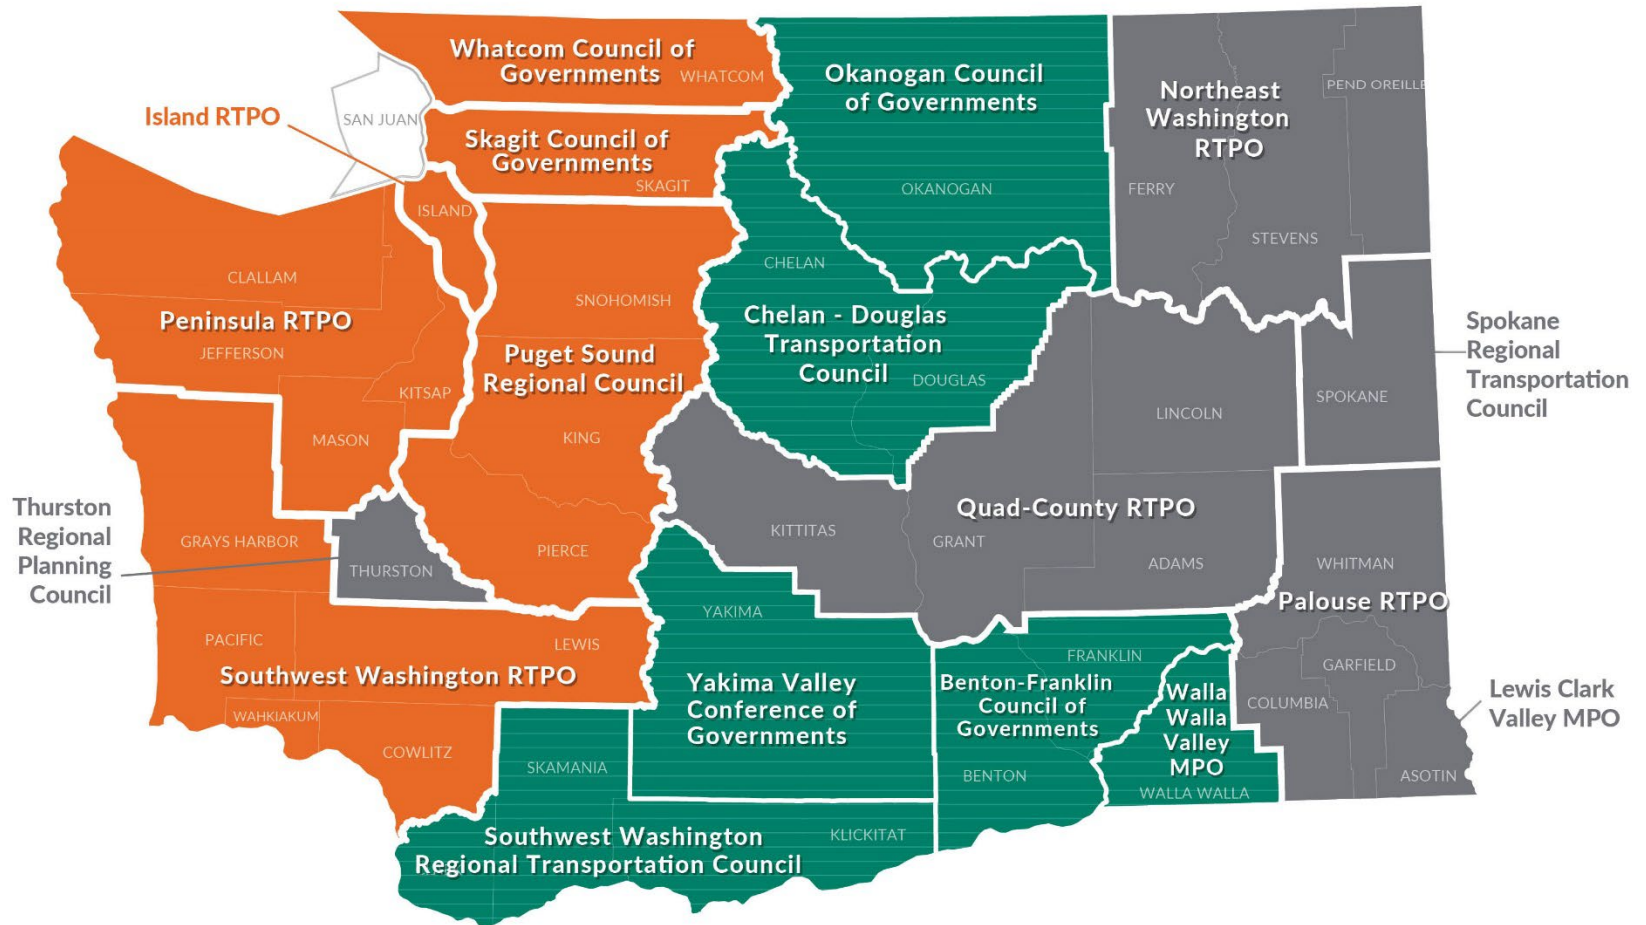 Whatcom Council of
Governments
WHATCOM
Okanogan Council
of Governments
OKANOGAN
Northeast
Washington
RTPO
PEND OREILLE
FERRY
STEVENS
Island RTPO
SAN JUAN
Skagit Council of
Governments
SKAGIT
ISLAND
CLALLAM
Peninsula RTPO
JEFFERSON
KITSAP
MASON
SNOHOMISH
Puget Sound
Regional Council
KING
PIERCE
CHELAN
Chelan - Douglas
Transportation
Council
DOUGLAS
LINCOLN
SPOKANE
Spokane
Regional
Transportation
Council
Thurston
Regional
Planning
Council
GRAYS HARBOR
THURSTON
KITTITAS
Quad-County RTPO
GRANT
ADAMS
WHITMAN
Palouse RTPO
PACIFIC
LEWIS
Southwest Washington RTPO
WAHKIAKUM
COWLITZ
YAKIMA
Yakima Valley
Conference of
Governments
FRANKLIN
Benton-Franklin
Council of
Governments
BENTON
Walla
Walla
Valley
MPO
WALLA WALLA
GARFIELD
COLUMBIA
ASOTIN
Lewis Clark
Valley MPO
SKAMANIA
KLICKITAT
Southwest Washington
Regional Transportation Council